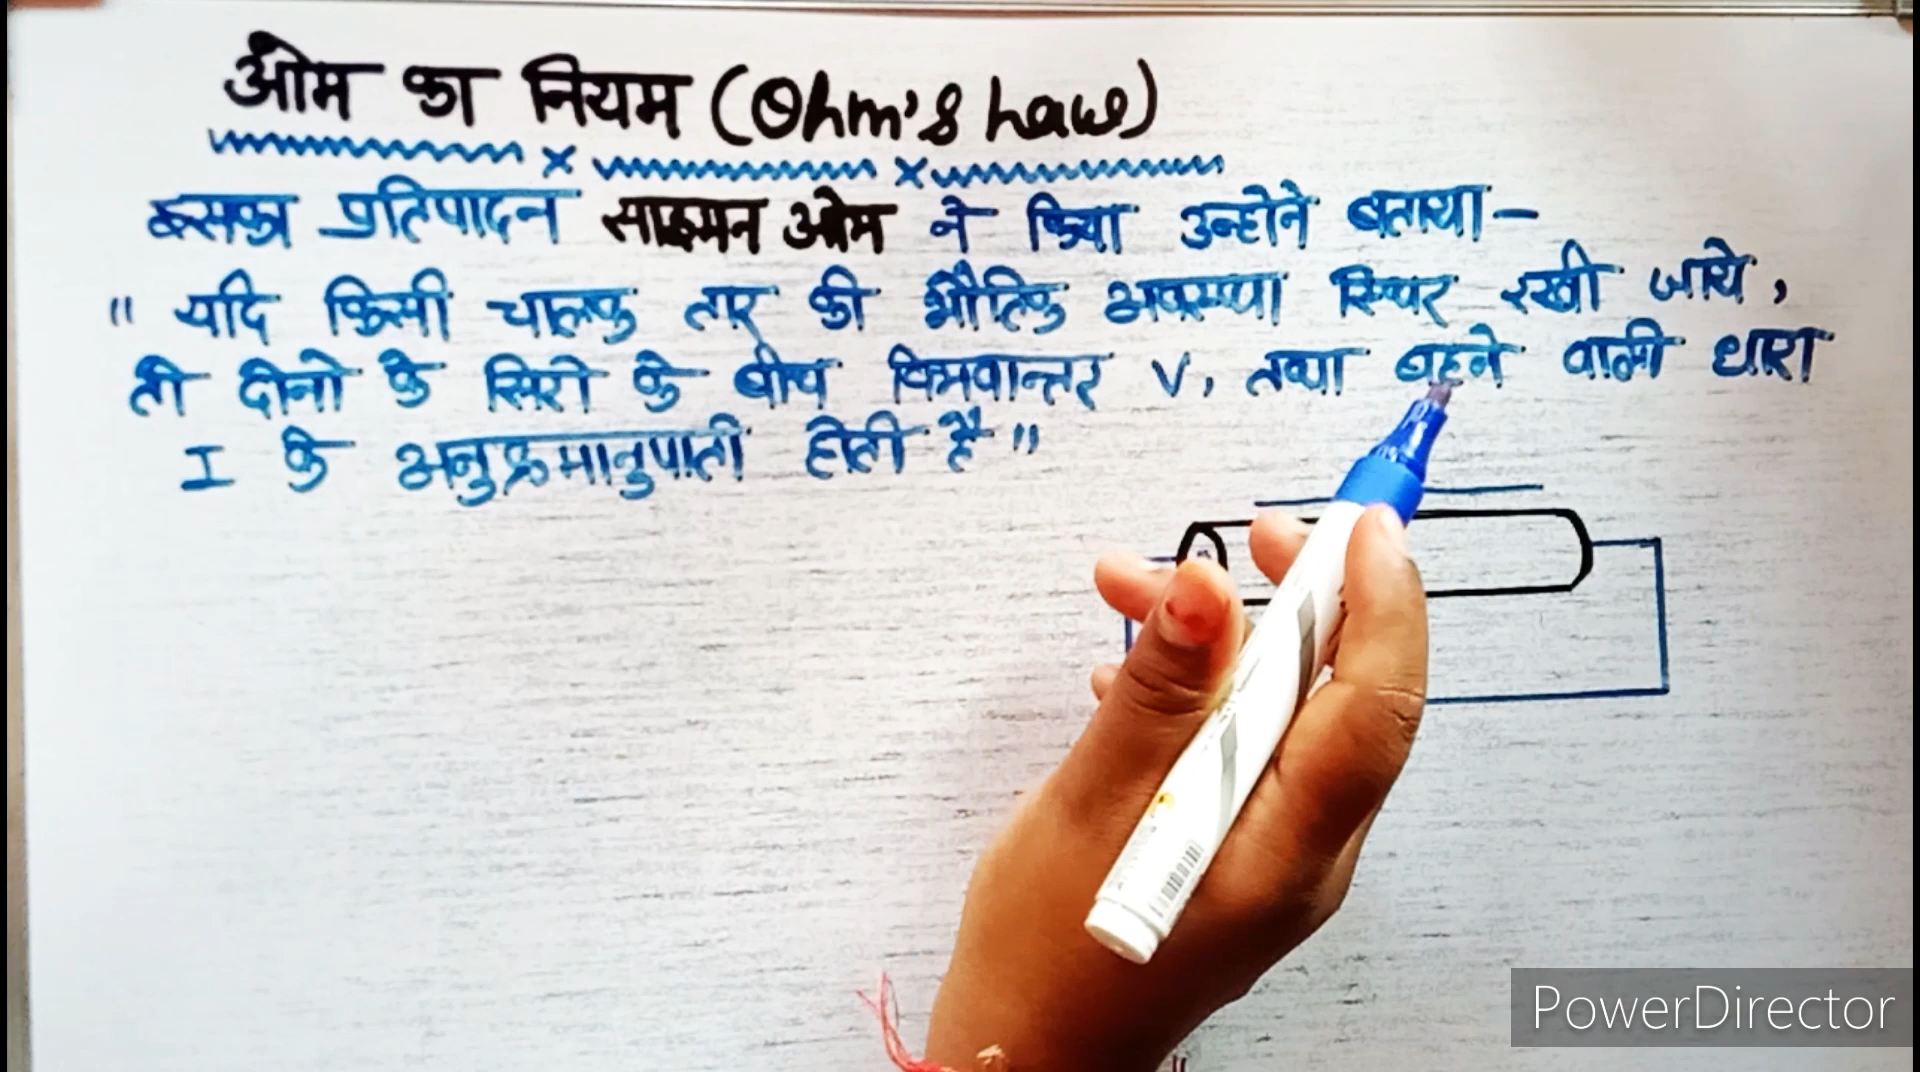 ओम का नियम (Ohm's Law)
इसका प्रतिपादन साइमन ओम ने किया उन्होने बताया-
" यदि किसी चालक तार की भौतिक अवस्था स्थिर रखी जाये,
तो दोनो के सिरो के बीच विभवान्तर V, तथा बहने वाली धारा
I के अनुक्रमानुपाती होती है "
PowerDirector